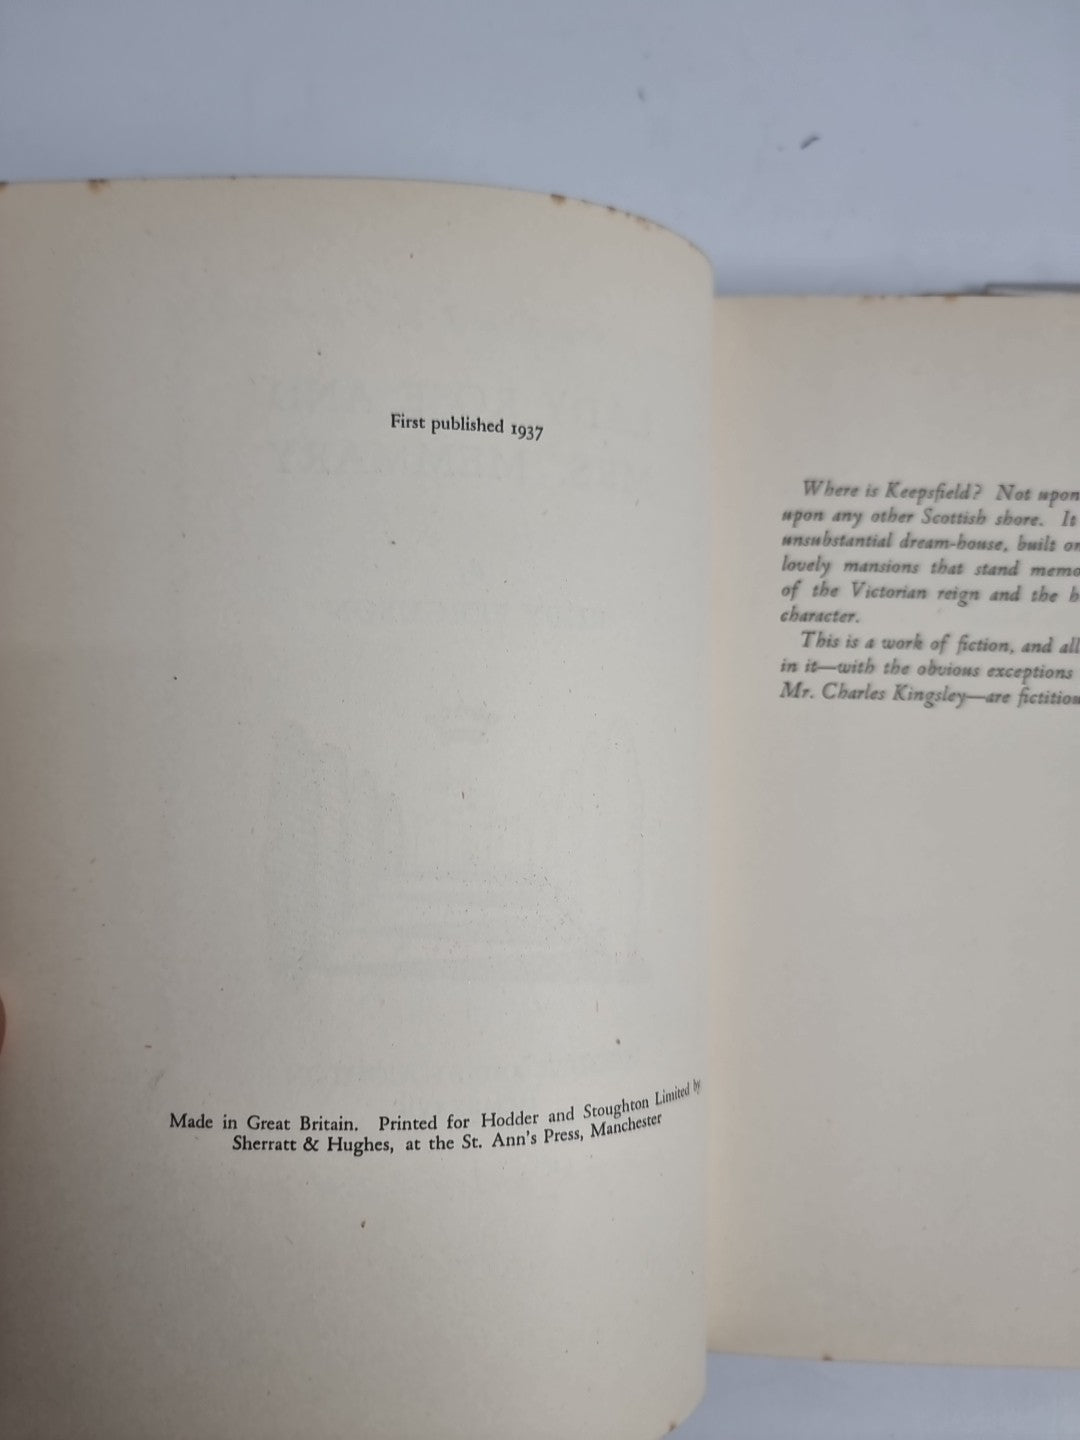 First published 1937
Made in Great Britain. Printed for Hodder and Stoughton Limited by
Sherratt & Hughes, at the St. Ann's Press, Manchester
Where is Keepsfield? Not upon
upon any other Scottish shore. It
unsubstantial dream-house, built
lovely mansions that stand
of the Victorian reign and the
character.
This is a work of fiction, and all
in it—with the obvious exceptions
Mr. Charles Kingsley—are